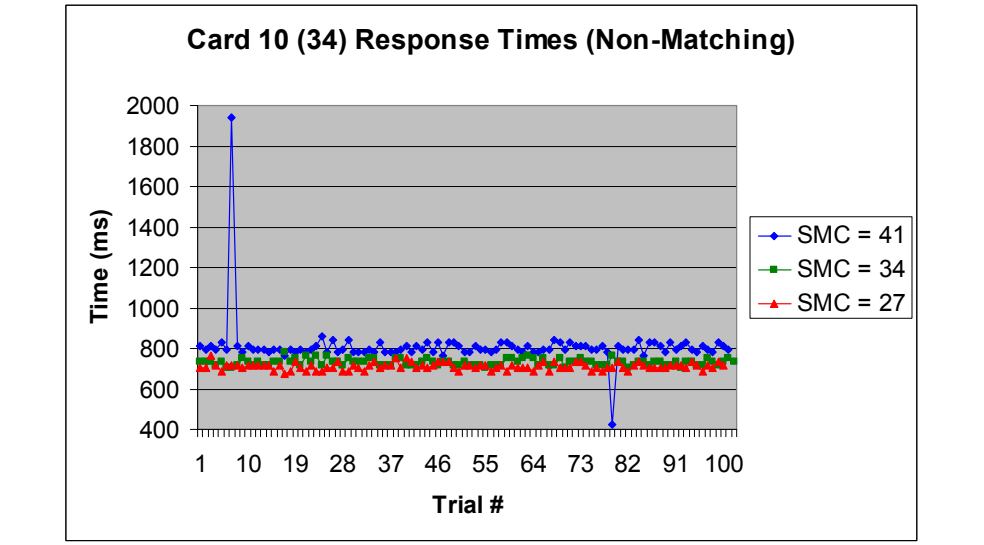 Card 10 (34) Response Times (Non-Matching)
2000
1800
1600
1400
1200
1000
800
600
400
Time (ms)
1 10 19 28 37 46 55 64 73 82 91 100
Trial #
SMC = 41
SMC = 34
SMC = 27